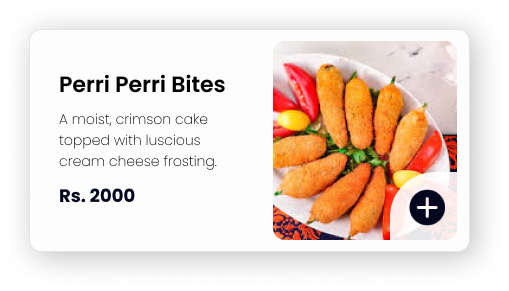 Perri Perri Bites
A moist, crimson cake
topped with luscious
cream cheese frosting.
Rs. 2000